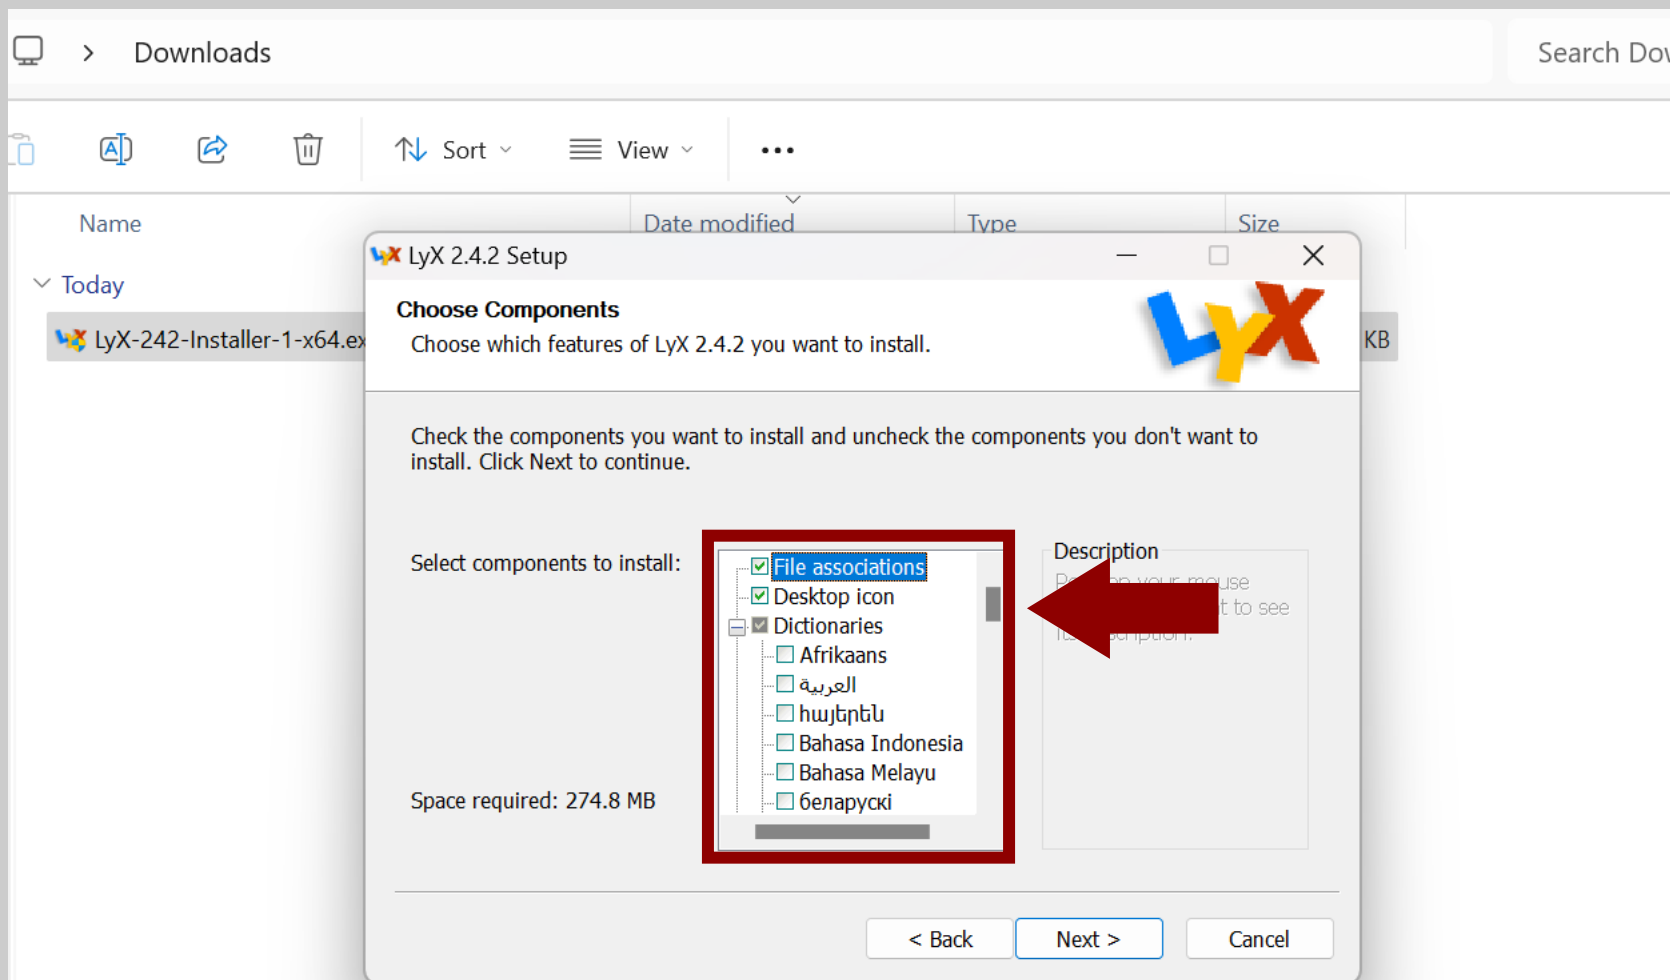 Downloads
Search Dov
Sort
View
Name
Date modified
Type
Size
Today
LyX-242-Installer-1-x64.ex
KB
LyX 2.4.2 Setup
Choose Components
Choose which features of LyX 2.4.2 you want to install.
LyX
Check the components you want to install and uncheck the components you don't want to
install. Click Next to continue.
Select components to install:
File associations
Desktop icon
Dictionaries
Afrikaans
العربية
հայերեն
Bahasa Indonesia
Bahasa Melayu
беларускі
Space required: 274.8 MB
Description
your mouse
to see
< Back
Next >
Cancel